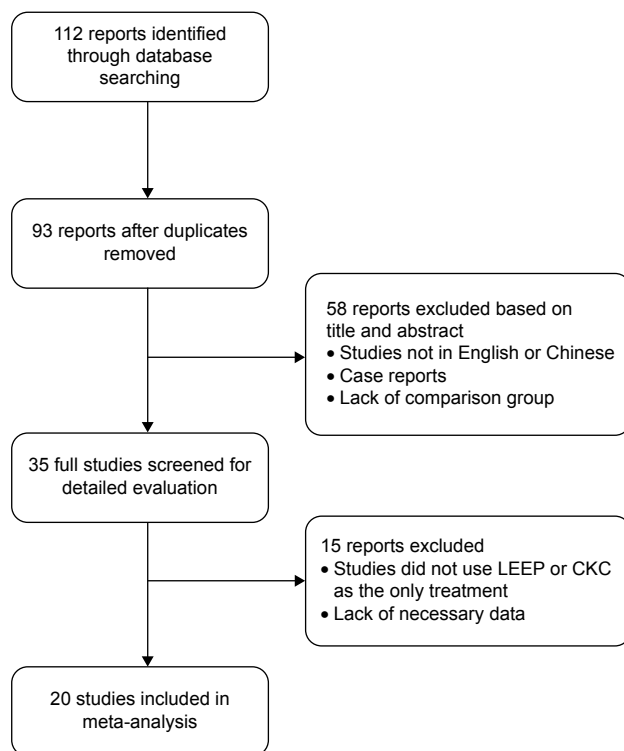 112 reports identified
through database
searching
93 reports after duplicates
removed
58 reports excluded based on
title and abstract
• Studies not in English or Chinese
• Case reports
• Lack of comparison group
35 full studies screened for
detailed evaluation
15 reports excluded
• Studies did not use LEEP or CKC
as the only treatment
• Lack of necessary data
20 studies included in
meta-analysis